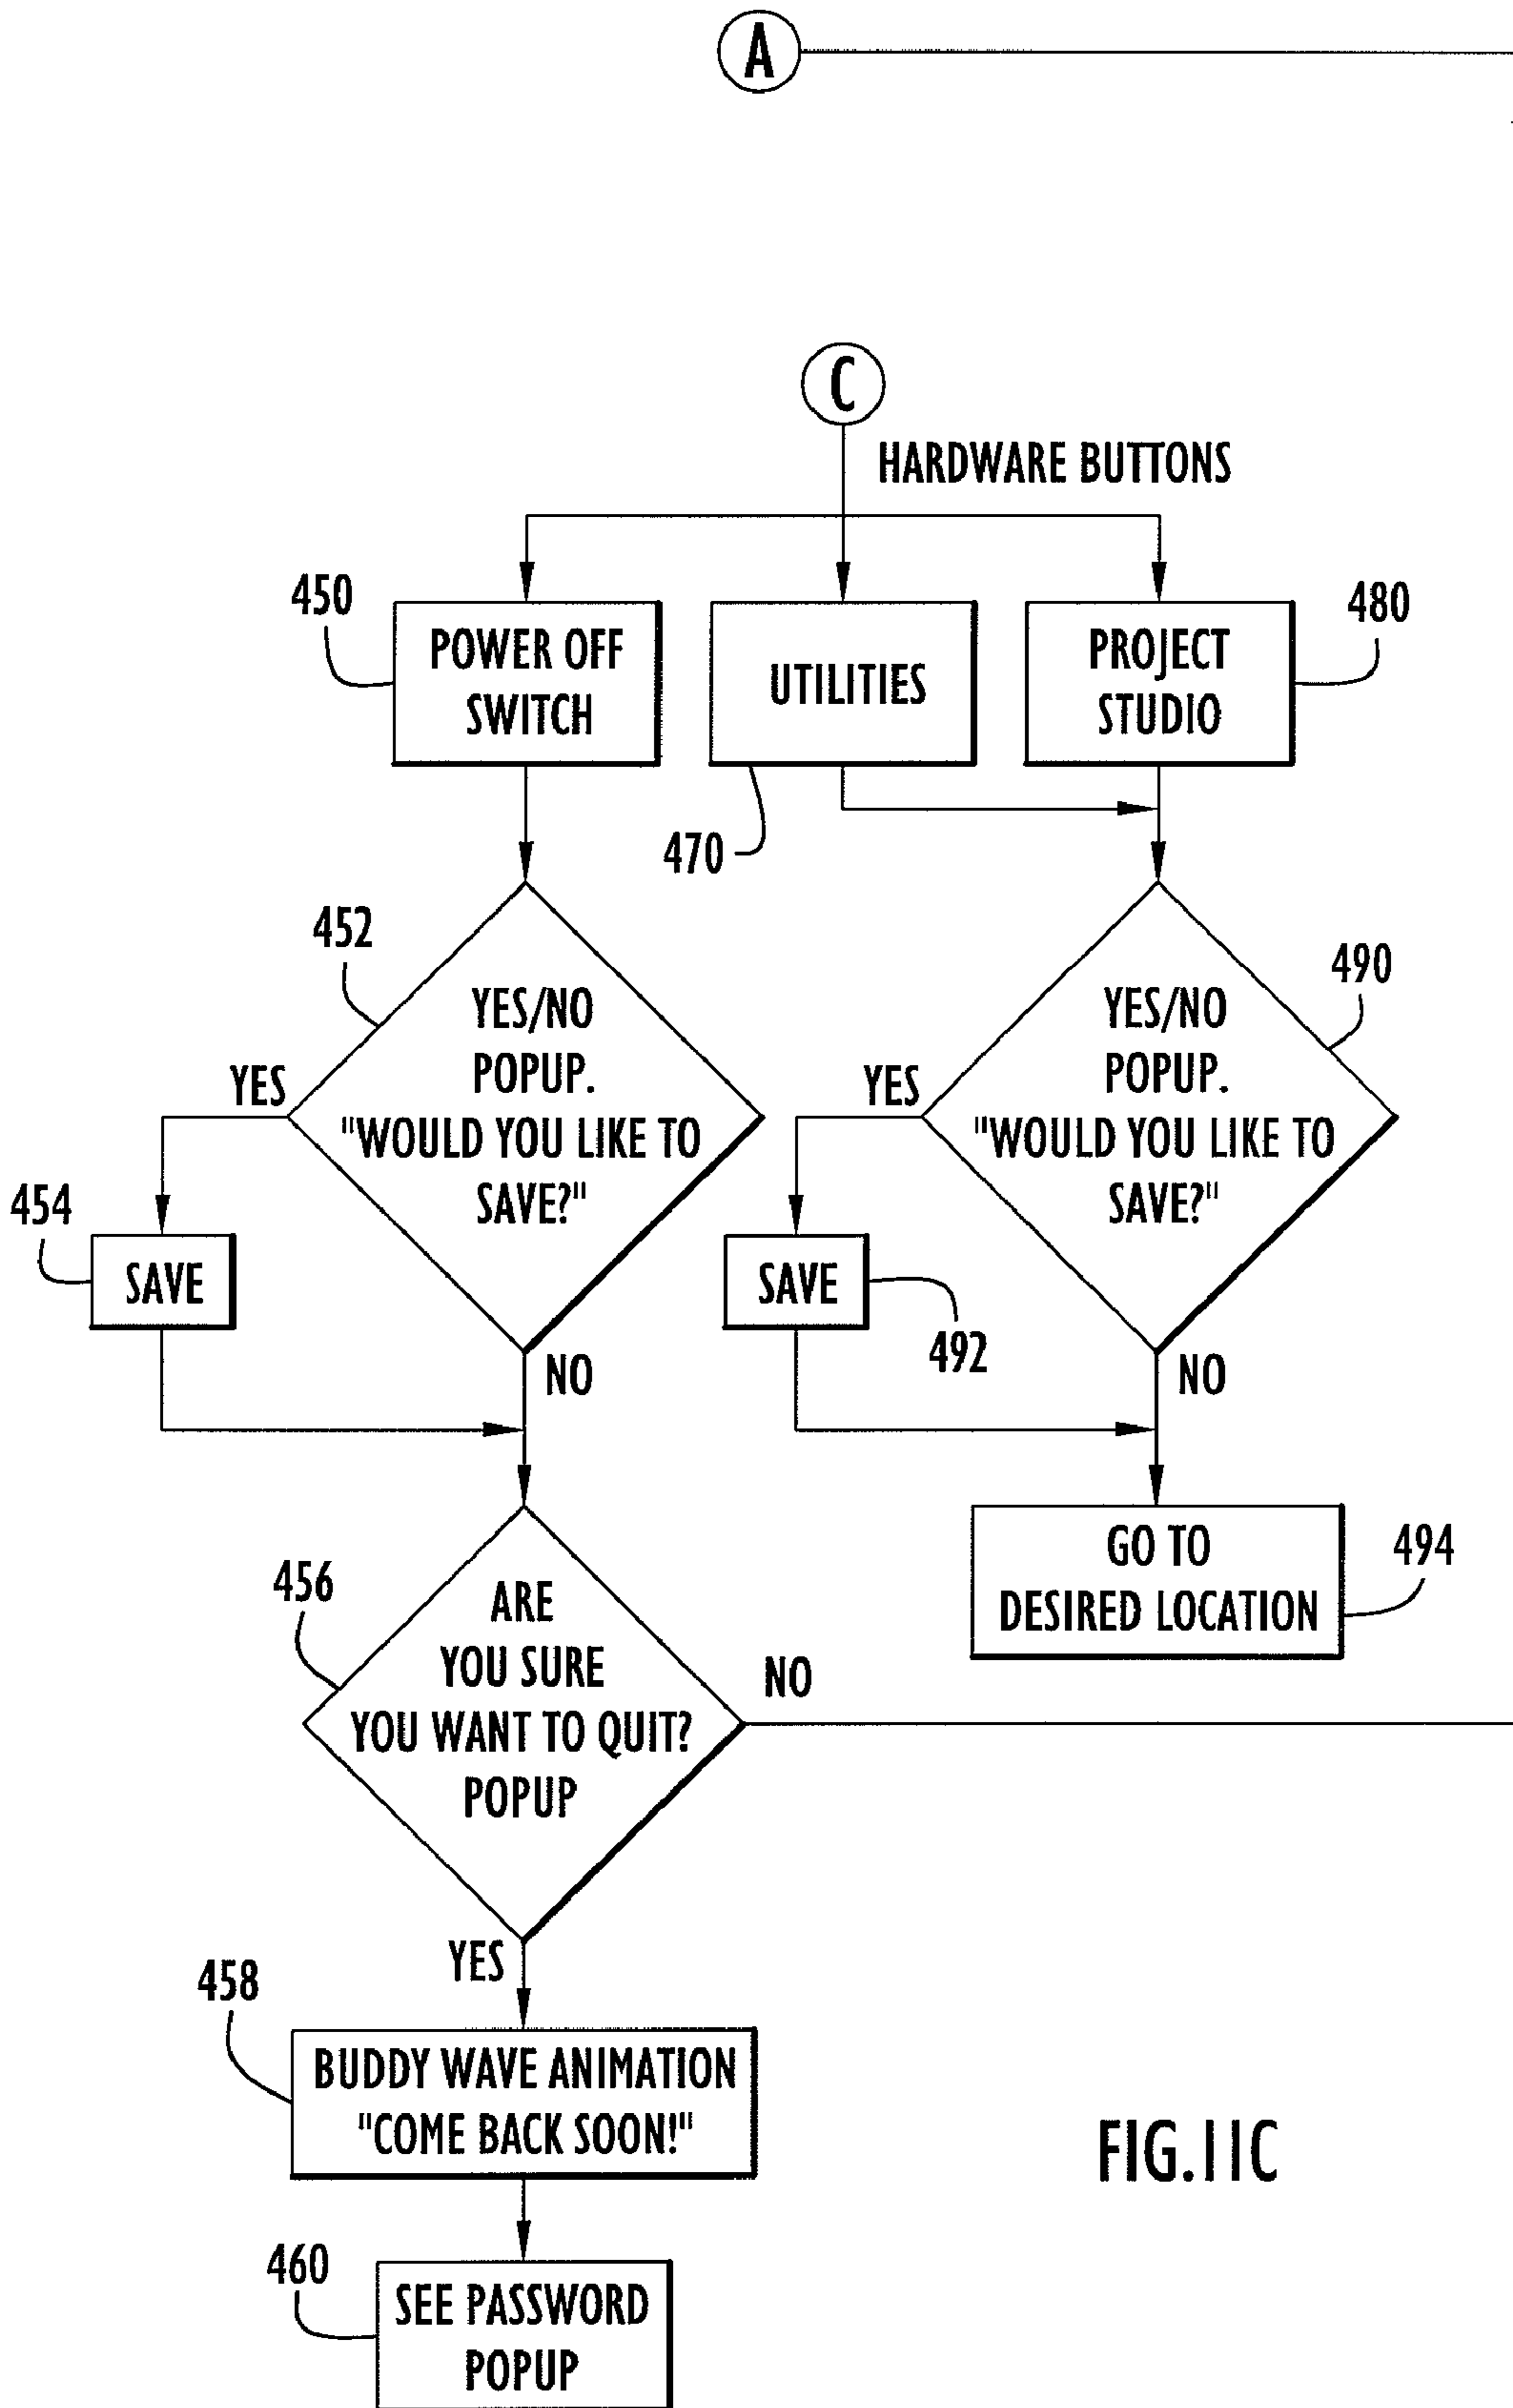 A
C
HARDWARE BUTTONS
450
POWER OFF
SWITCH
UTILITIES
470
PROJECT
STUDIO
480
452
YES/NO
POPUP.
"WOULD YOU LIKE TO
SAVE?"
YES
454
SAVE
NO
490
YES/NO
POPUP.
"WOULD YOU LIKE TO
SAVE?"
YES
SAVE
492
NO
GO TO
DESIRED LOCATION
494
456
ARE
YOU SURE
YOU WANT TO QUIT?
POPUP
NO
YES
458
BUDDY WAVE ANIMATION
"COME BACK SOON!"
460
SEE PASSWORD
POPUP
FIG.11C